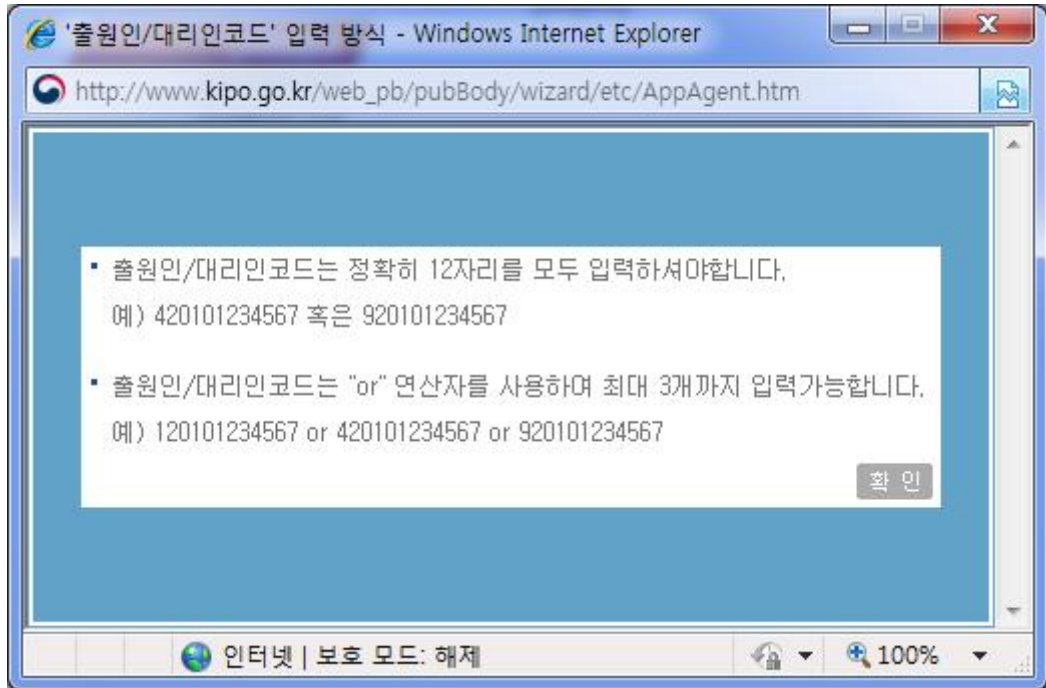 '출원인/대리인코드' 입력 방식 - Windows Internet Explorer
http://www.kipo.go.kr/web_pb/pubBody/wizard/etc/AppAgent.htm
출원인/대리인코드는 정확히 12자리를 모두 입력하셔야합니다.
예) 420101234567 혹은 920101234567
출원인/대리인코드는 "or" 연산자를 사용하여 최대 3개까지 입력가능합니다.
예) 120101234567 or 420101234567 or 920101234567
확 인
인터넷 | 보호 모드: 해제 100%